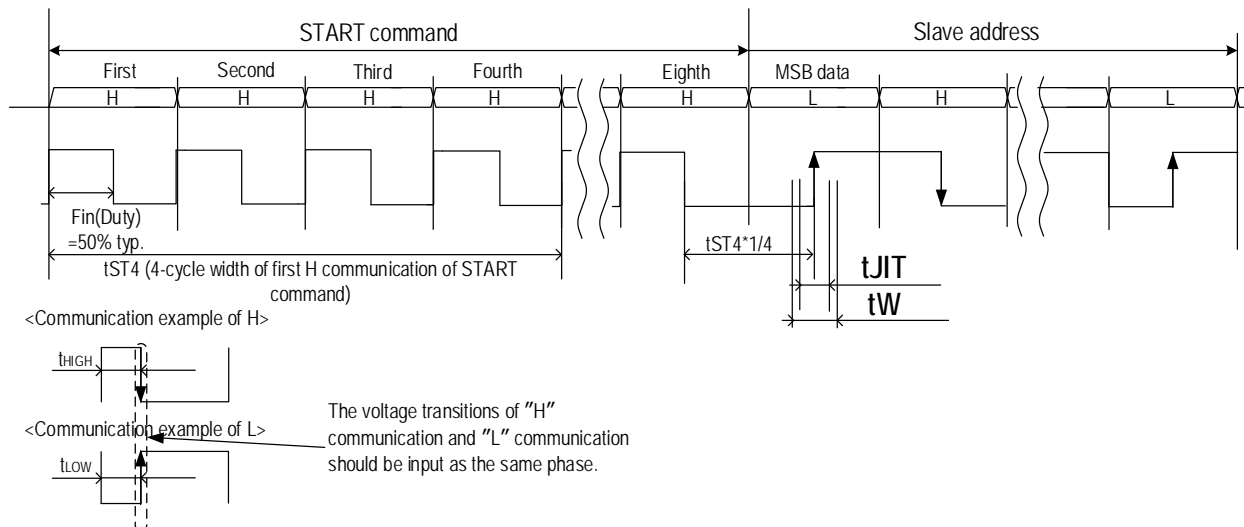 START command
Slave address
First
Second
Third
Fourth
Eighth
MSB data
H
H
H
H
H
L
H
L
Fin(Duty)
=50% typ.
tST4*1/4
tST4 (4-cycle width of first H communication of START
command)
tJIT
tW
<Communication example of H>
tHIGH
<Communication example of L>
tLOW
The voltage transitions of "H"
communication and "L" communication
should be input as the same phase.